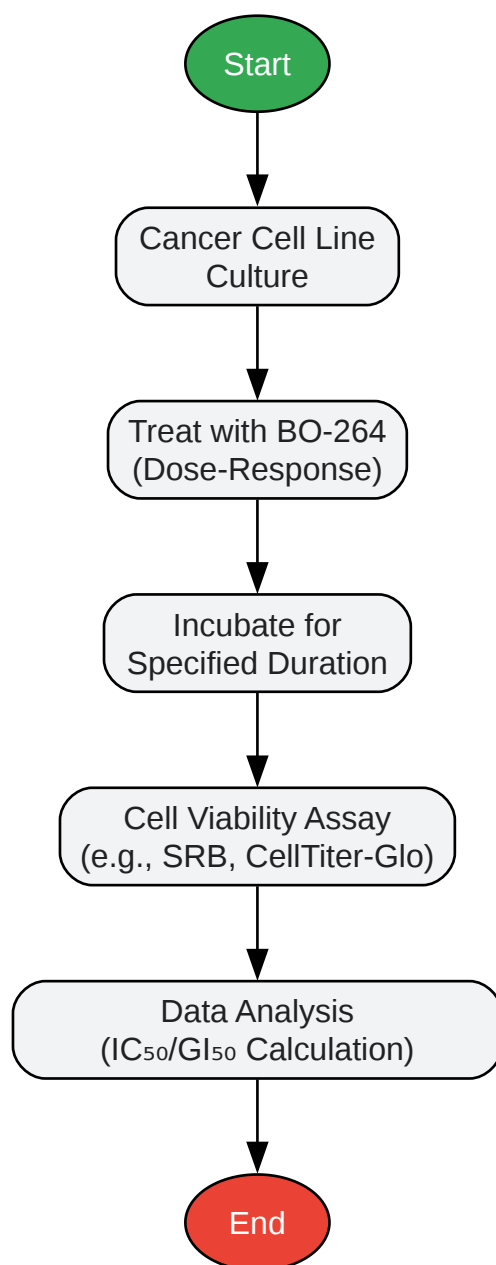 Start
Cancer Cell Line
Culture
Treat with BO-264
(Dose-Response)
Incubate for
Specified Duration
Cell Viability Assay
(e.g., SRB, CellTiter-Glo)
Data Analysis
(IC₅₀/GI₅₀ Calculation)
End